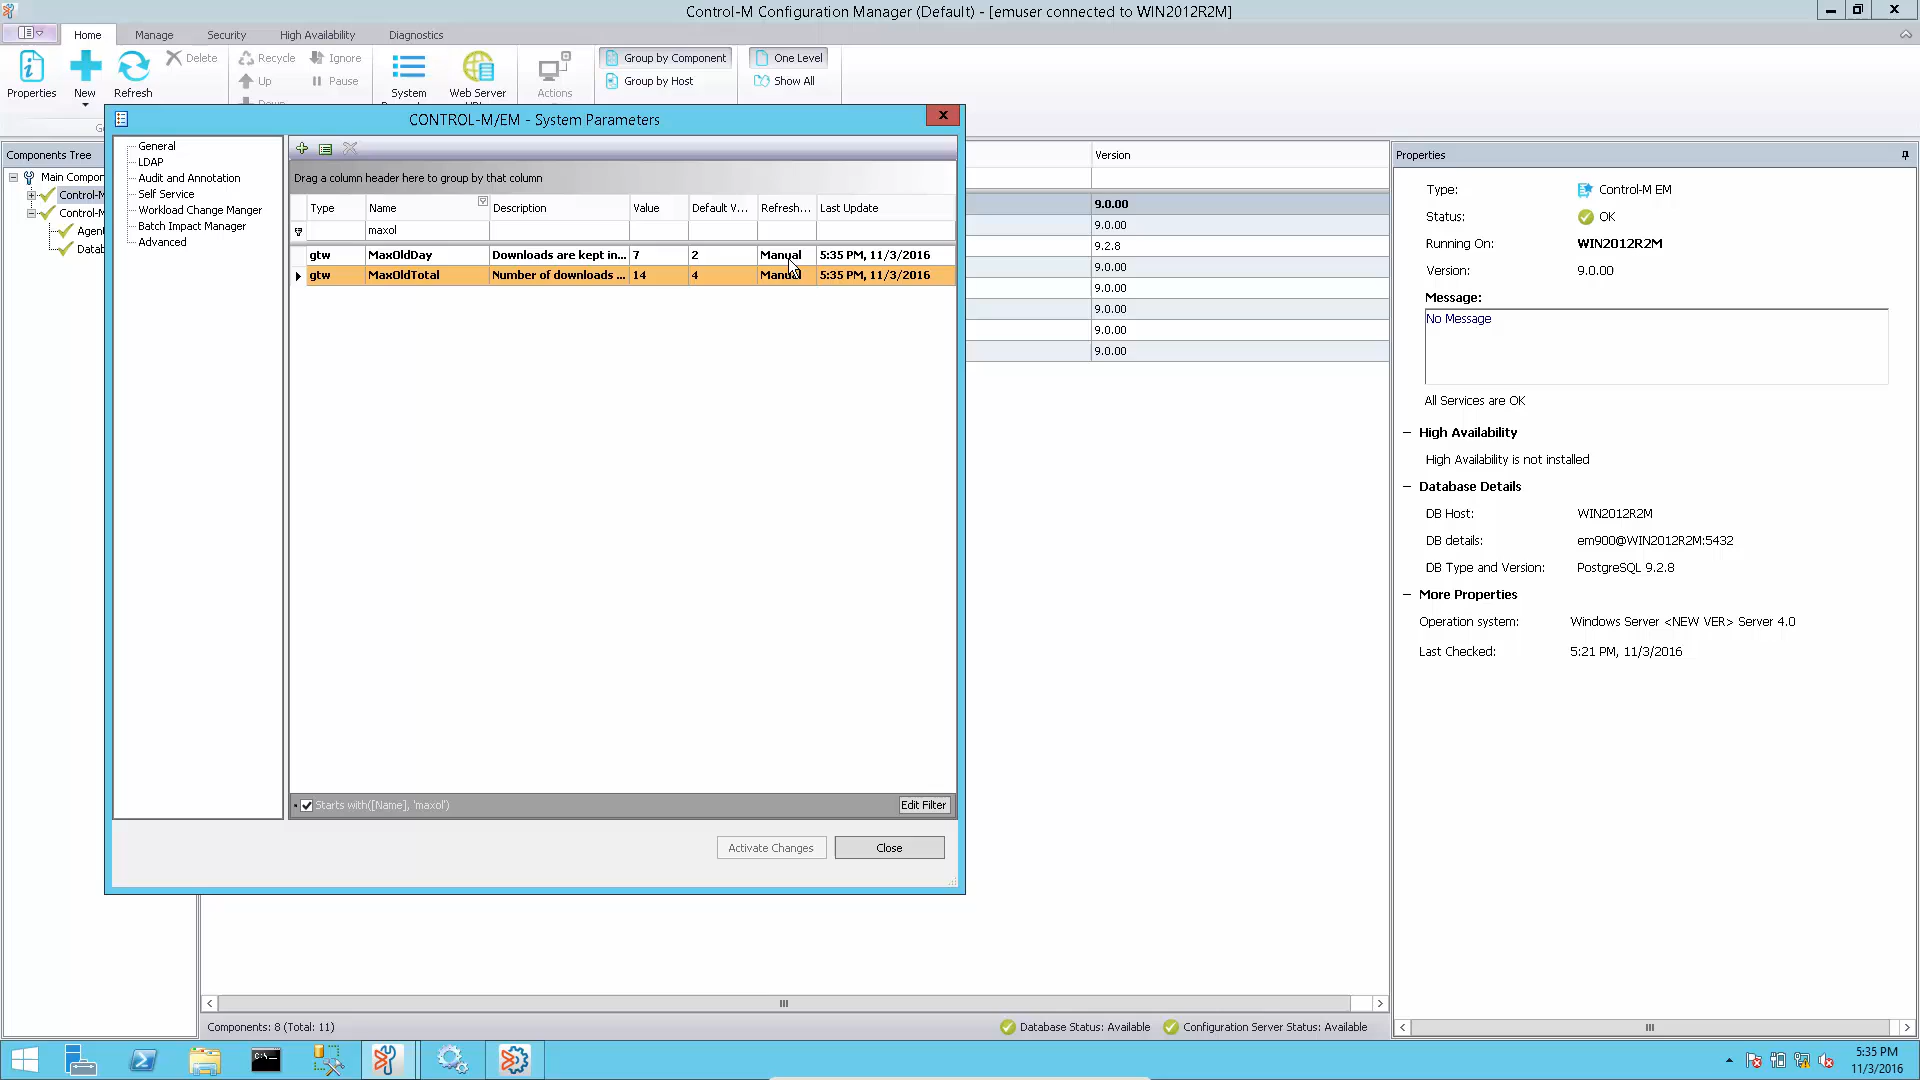 Control-M Configuration Manager (Default) - [emuser connected to WIN2012R2M]
Home
Manage
Security
High Availability
Diagnostics
Properties
New
Refresh
Delete
Recycle
Up
Ignore
Pause
System
Web Server
Actions
Group by Component
Group by Host
One Level
Show All
Components Tree
Main Compor
Control-M
Control-M
Agen
Datab
CONTROL-M/EM - System Parameters
General
LDAP
Audit and Annotation
Self Service
Workload Change Manger
Batch Impact Manager
Advanced
Drag a column header here to group by that column
Type Name Description Value Default V... Refresh... Last Update
maxol
gtw MaxOldDay Downloads are kept in... 7 2 Manual 5:35 PM, 11/3/2016
gtw MaxOldTotal Number of downloads ... 14 4 Manual 5:35 PM, 11/3/2016
Starts with([Name], 'maxol')
Edit Filter
Activate Changes
Close
Version
9.0.00
9.0.00
9.2.8
9.0.00
9.0.00
9.0.00
9.0.00
9.0.00
Properties
Type: Control-M EM
Status: OK
Running On: WIN2012R2M
Version: 9.0.00
Message:
No Message
All Services are OK
High Availability
High Availability is not installed
Database Details
DB Host: WIN2012R2M
DB details: em900@WIN2012R2M:5432
DB Type and Version: PostgreSQL 9.2.8
More Properties
Operation system: Windows Server <NEW VER> Server 4.0
Last Checked: 5:21 PM, 11/3/2016
Components: 8 (Total: 11)
Database Status: Available
Configuration Server Status: Available
5:35 PM
11/3/2016